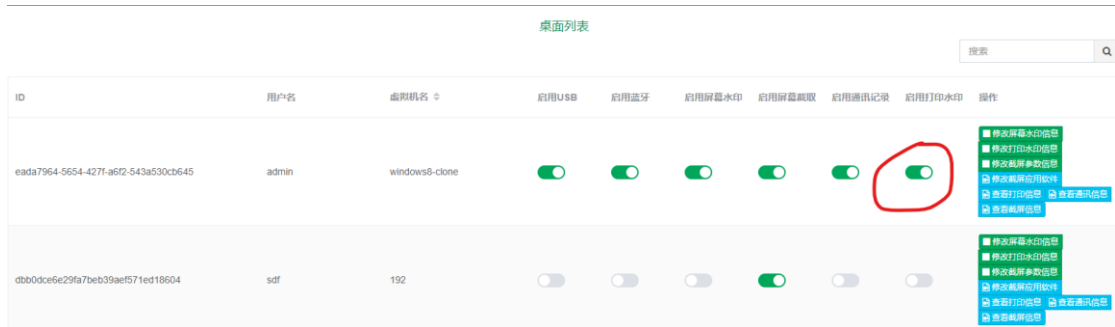 桌面列表
搜索
ID 用户名 虚拟机名 启用USB 启用蓝牙 启用屏幕水印 启用屏幕截取 启用通讯记录 启用打印水印 操作
修改屏幕水印信息
修改打印水印信息
修改截屏参数信息
eada7964-5654-427f-a6f2-543a530cb645 admin windows8-clone
修改截屏应用软件
查看打印信息 查看通讯信息
查看截屏信息
修改屏幕水印信息
修改打印水印信息
修改截屏参数信息
dbb0dce6e29fa7beb39aef571ed18604 sdf 192
修改截屏应用软件
查看打印信息 查看通讯信息
查看截屏信息